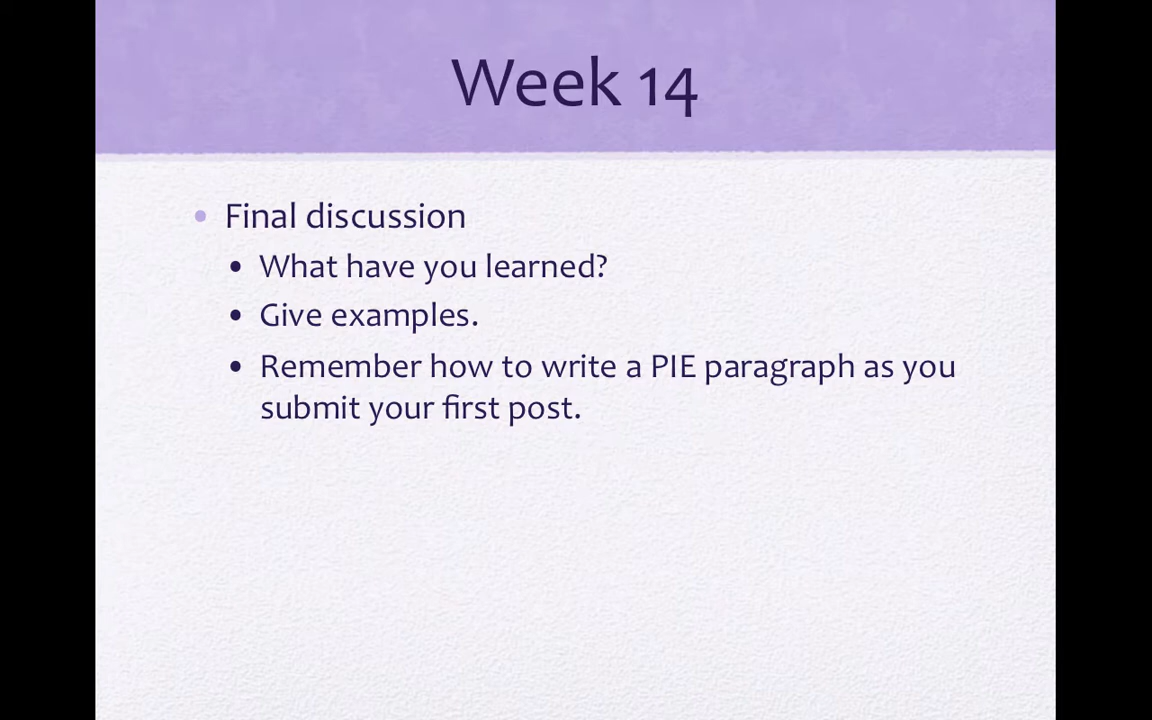 Week 14
• Final discussion
• What have you learned?
• Give examples.
• Remember how to write a PIE paragraph as you
submit your first post.